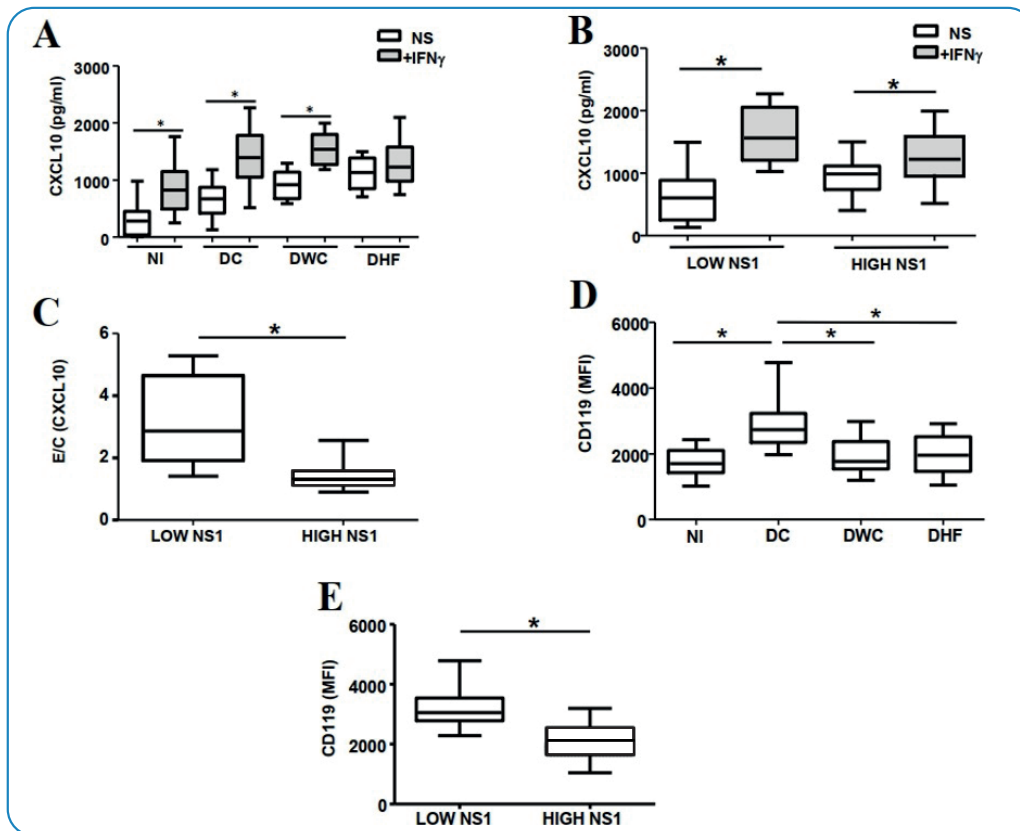 A
NS
+IFNγ
CXCL10 (pg/ml)
3000
2000
1000
0
*
*
*
NI
DC
DWC
DHF
B
NS
+IFNγ
CXCL10 (pg/ml)
3000
2000
1000
0
*
*
LOW NS1
HIGH NS1
C
E/C (CXCL10)
6
4
2
0
*
LOW NS1
HIGH NS1
D
CD119 (MFI)
6000
4000
2000
0
*
*
*
NI
DC
DWC
DHF
E
CD119 (MFI)
6000
4000
2000
0
*
LOW NS1
HIGH NS1